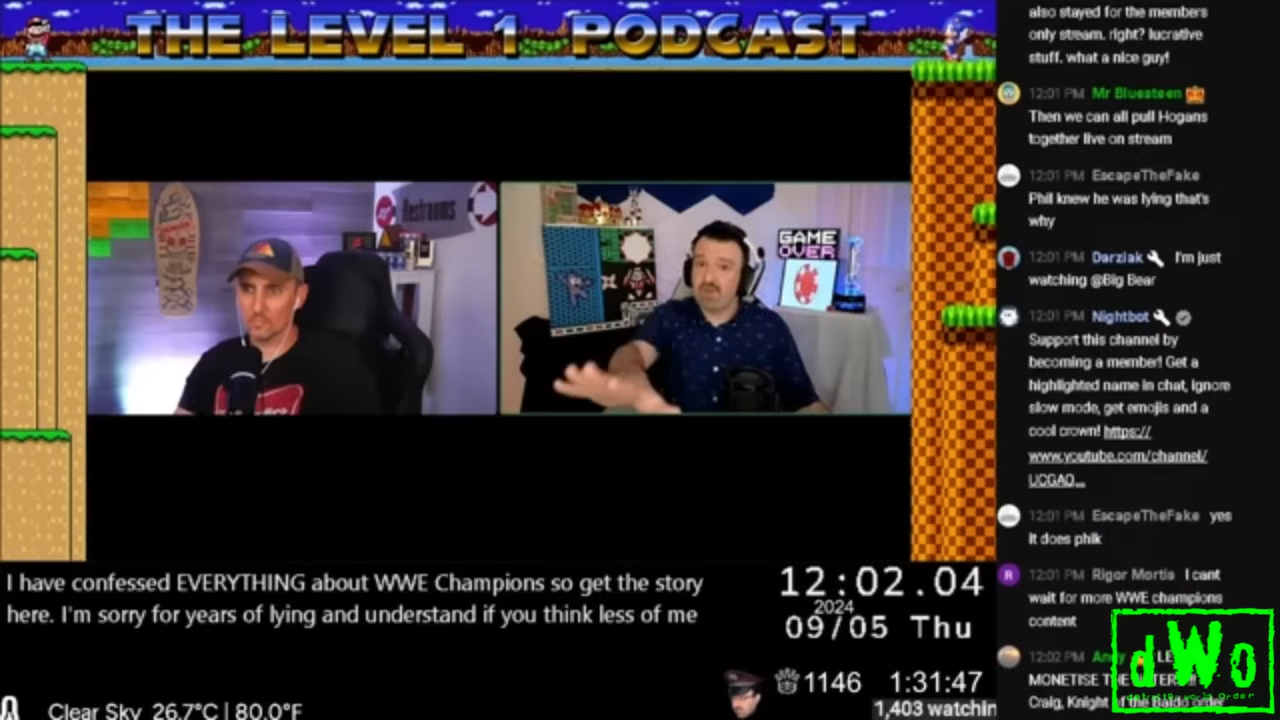 THE LEVEL 1 PODCAST
Restrooms
GAME
OVER
I have confessed EVERYTHING about WWE Champions so get the story
here. I'm sorry for years of lying and understand if you think less of me
12:02.04
2024
09/05 Thu
1146 1:31:47
1,403 watchin
Clear Sky 26.7°C | 80.0°F
also stayed for the members
only stream. right? lucrative
stuff. what a nice guy!
12:01 PM Mr Bluesteen
Then we can all pull Hogans
together live on stream
12:01 PM EscapeTheFake
Phil knew he was lying that's
why
12:01 PM Darziak I'm just
watching @Big Bear
12:01 PM Nightbot
Support this channel by
becoming a member! Get a
highlighted name in chat, ignore
slow mode, get emojis and a
cool crown! https://
www.youtube.com/channel/
UCGAO...
12:01 PM EscapeTheFake yes
it does phik
R 12:01 PM Rigor Mortis I cant
wait for more WWE champions
content
12:02 PM
MONETISE
Craig, Knight of the Baldo order
dWo